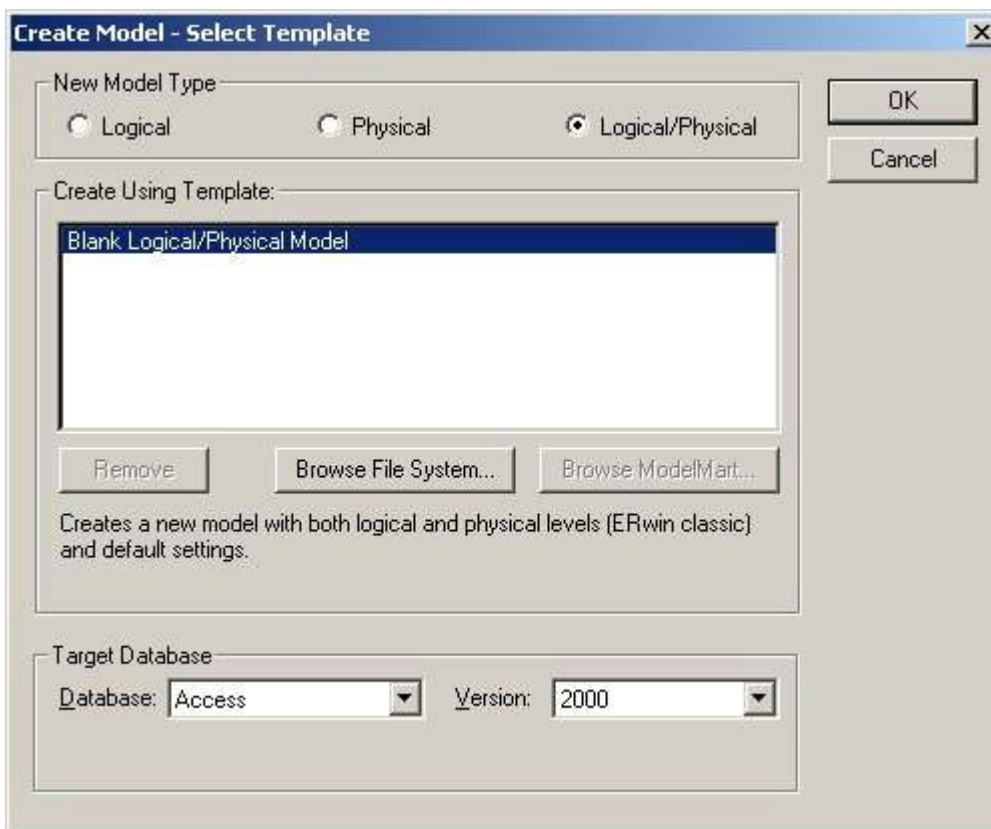 Create Model - Select Template
New Model Type
Logical
Physical
Logical/Physical
OK
Cancel
Create Using Template:
Blank Logical/Physical Model
Remove
Browse File System...
Browse ModelMart...
Creates a new model with both logical and physical levels (ERwin classic)
and default settings.
Target Database
Database: Access
Version: 2000